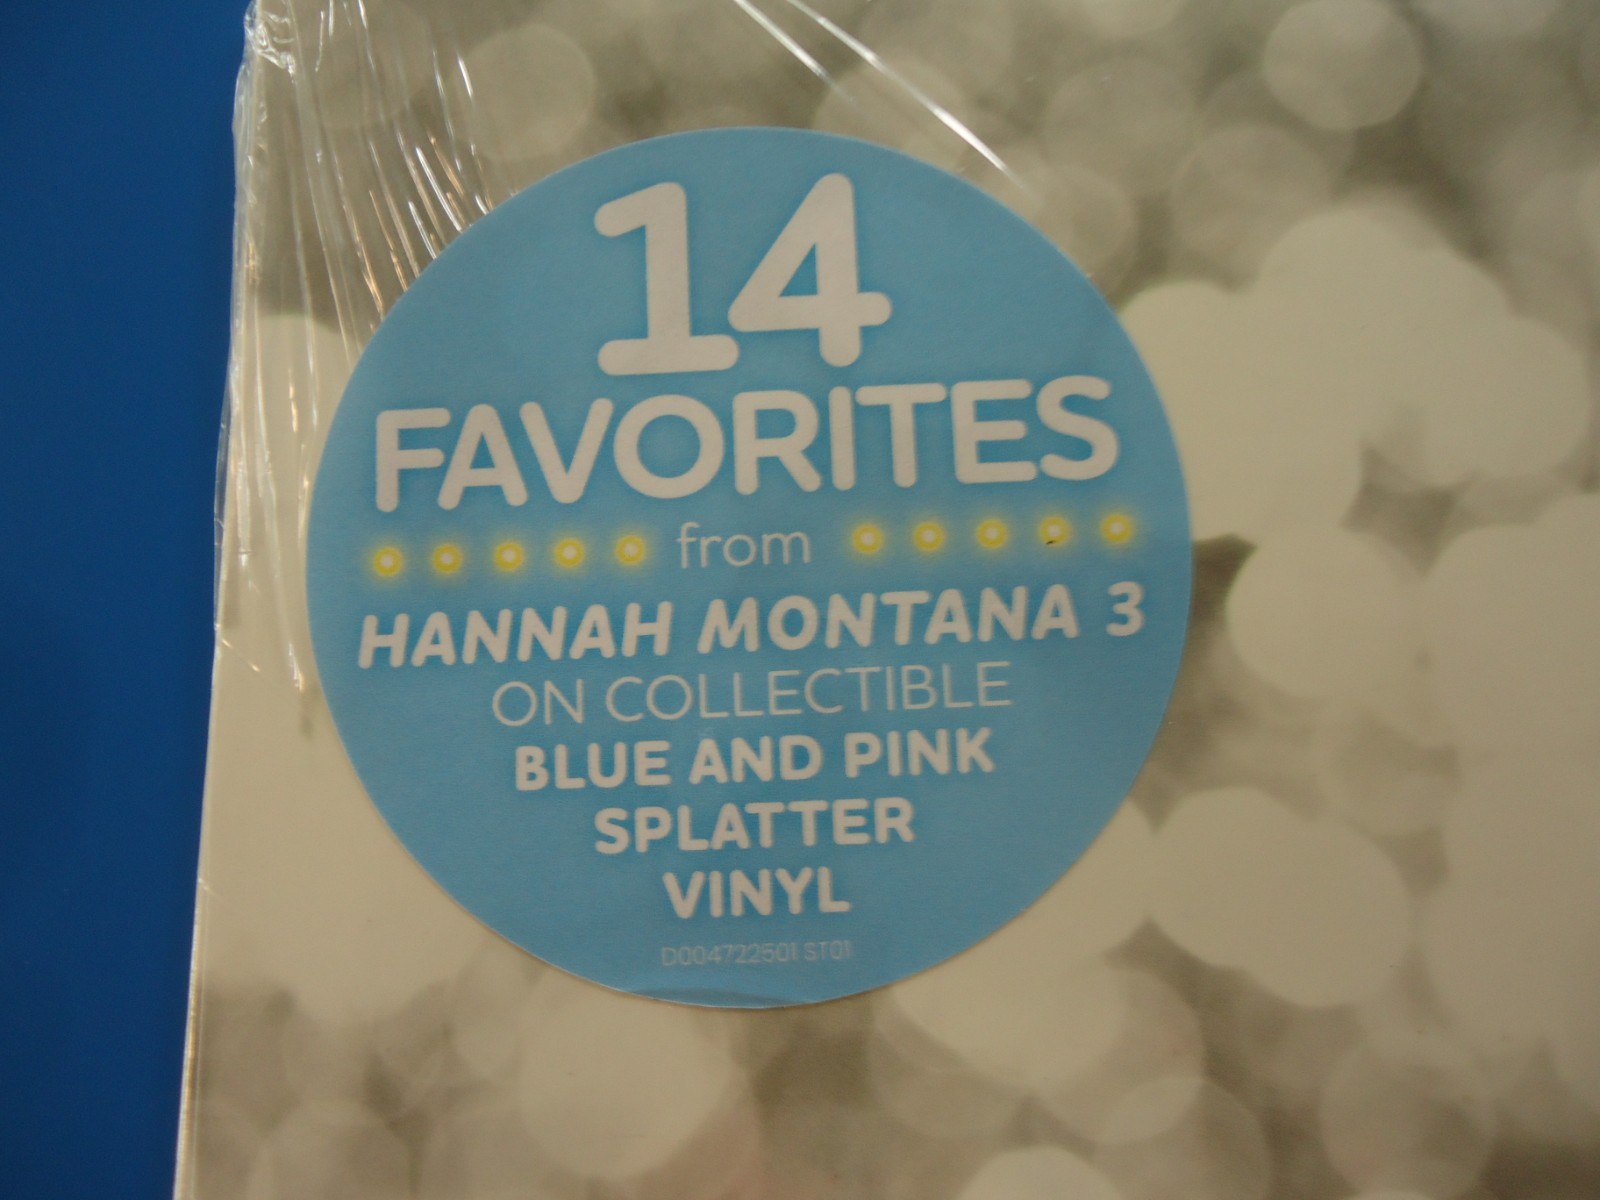 14
FAVORITES
from
HANNAH MONTANA 3
ON COLLECTIBLE
BLUE AND PINK
SPLATTER
VINYL
D004722501 ST01